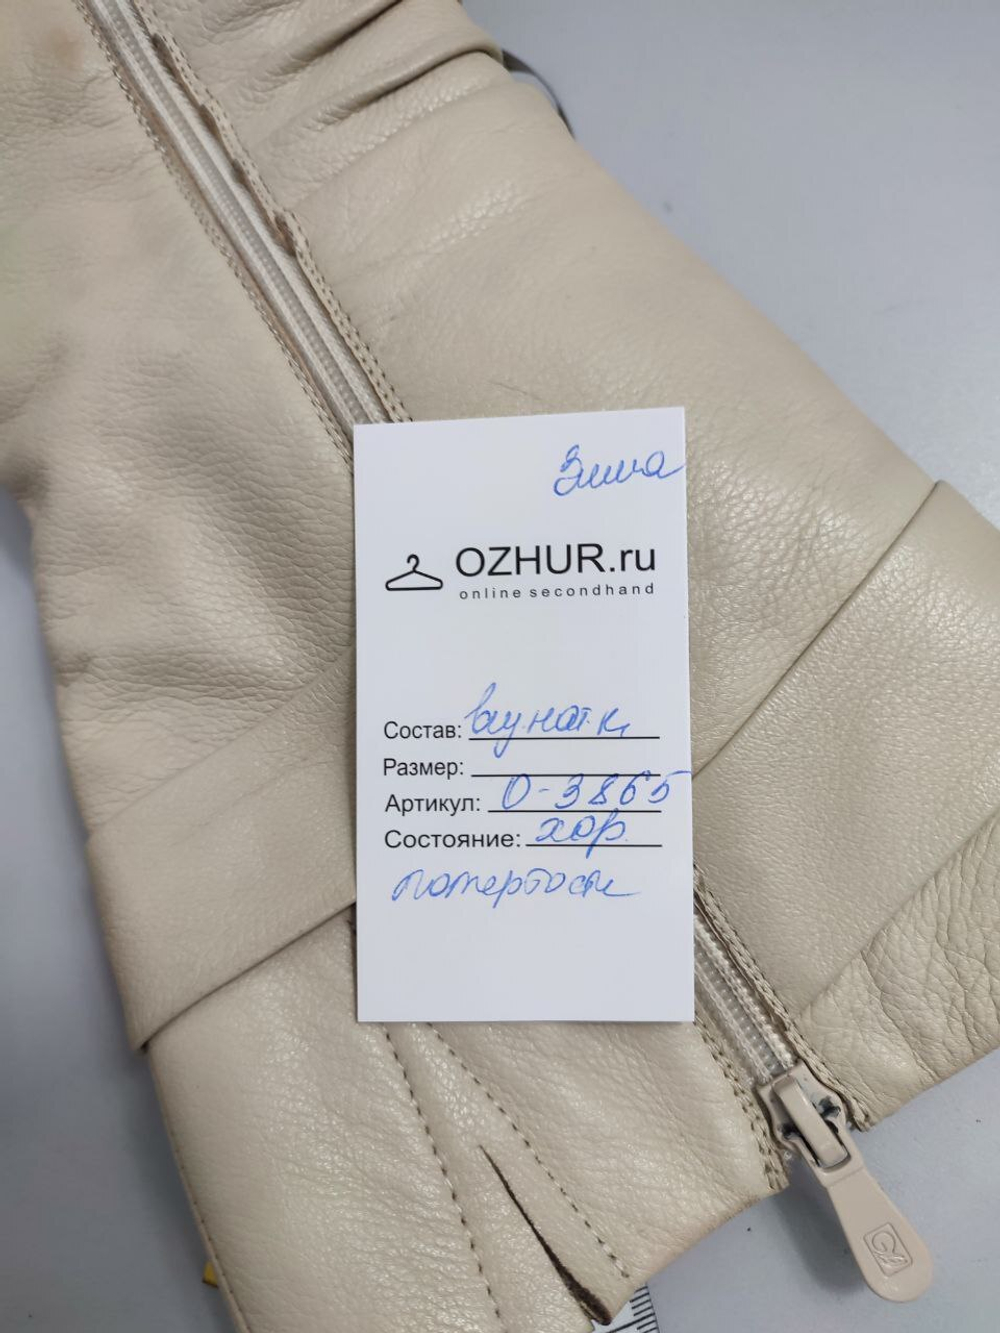 Зима
OZHUR.ru
online secondhand
Состав: вн.нат.к.
Размер:
Артикул: О-3865
Состояние: хор.
потертости